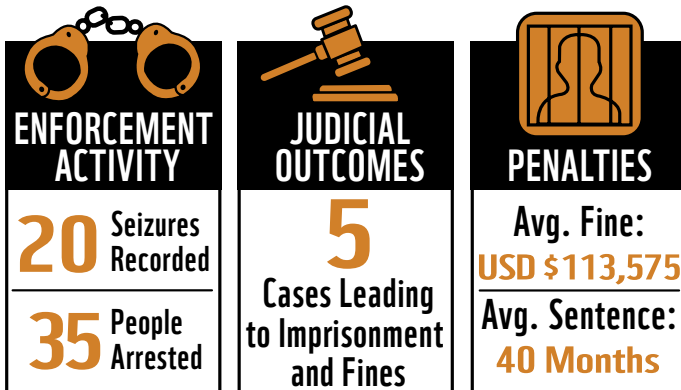 ENFORCEMENT
ACTIVITY
20 Seizures
Recorded
35 People
Arrested
JUDICIAL
OUTCOMES
5
Cases Leading
to Imprisonment
and Fines
PENALTIES
Avg. Fine:
USD $113,575
Avg. Sentence:
40 Months